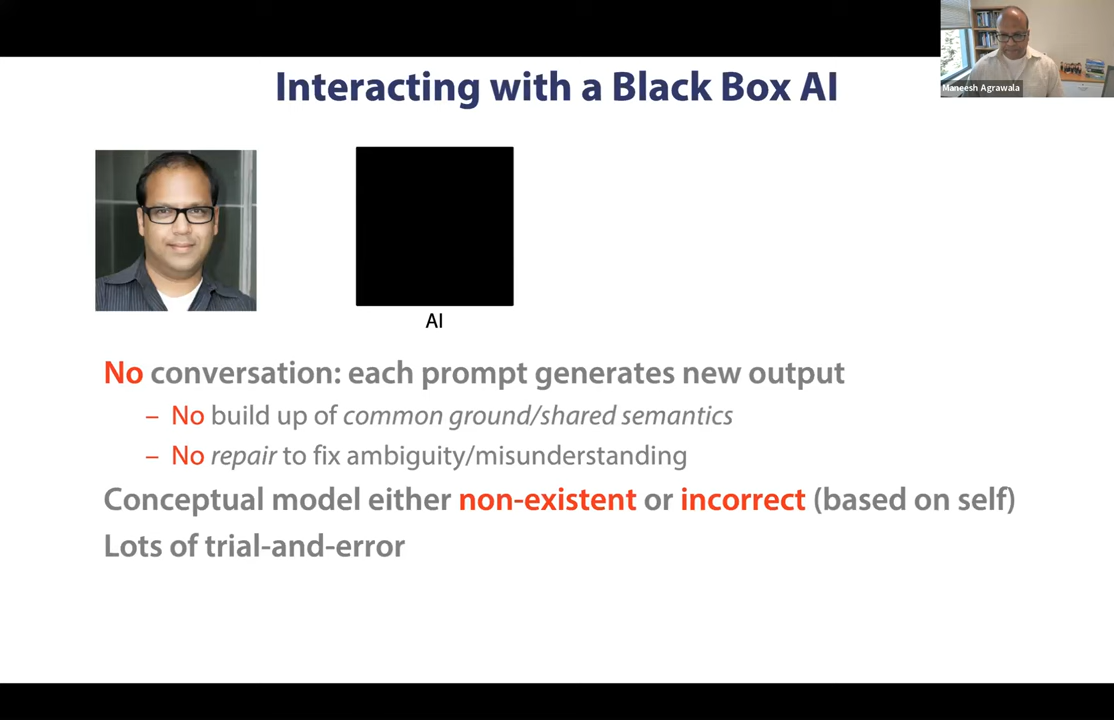 Interacting with a Black Box AI
Maneesh Agrawala
AI
No conversation: each prompt generates new output
– No build up of common ground/shared semantics
– No repair to fix ambiguity/misunderstanding
Conceptual model either non-existent or incorrect (based on self)
Lots of trial-and-error